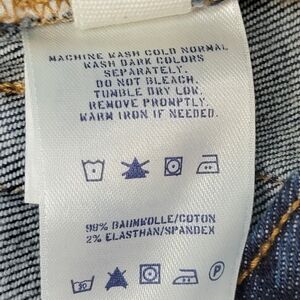 MACHINE WASH COLD NORMAL
WASH DARK COLORS
SEPARATELY.
DO NOT BLEACH.
TUMBLE DRY LOW.
REMOVE PROMPTLY.
WARM IRON IF NEEDED.
98% BAUMWOLLE/COTON
2% ELASTHAN/SPANDEX
P